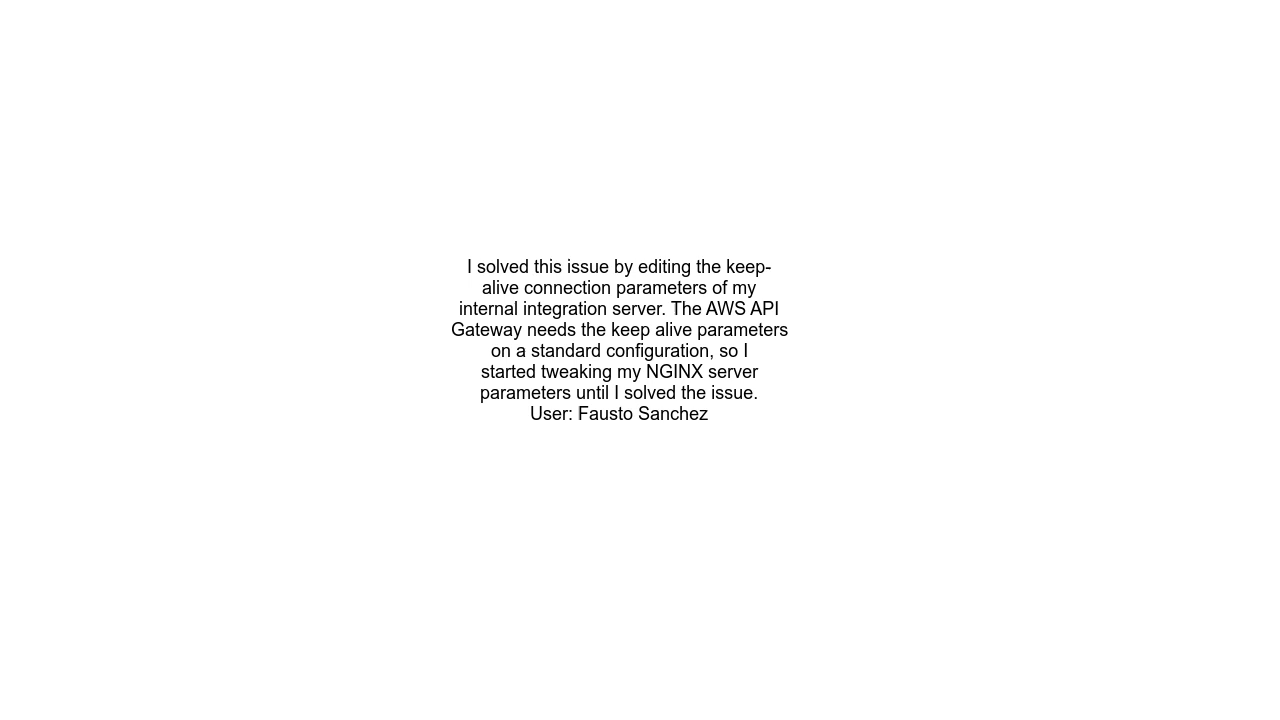 I solved this issue by editing the keep-
alive connection parameters of my
internal integration server. The AWS API
Gateway needs the keep alive parameters
on a standard configuration, so I
started tweaking my NGINX server
parameters until I solved the issue.
User: Fausto Sanchez